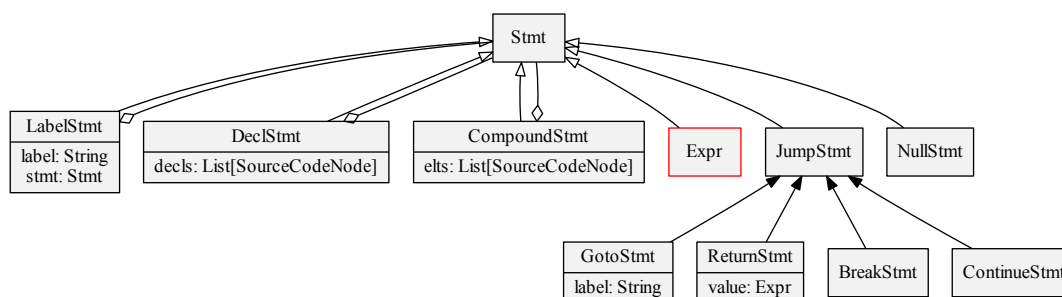 Stmt
LabelStmt
label: String
stmt: Stmt
DeclStmt
decls: List[SourceCodeNode]
CompoundStmt
elts: List[SourceCodeNode]
Expr
JumpStmt
NullStmt
GotoStmt
label: String
ReturnStmt
value: Expr
BreakStmt
ContinueStmt